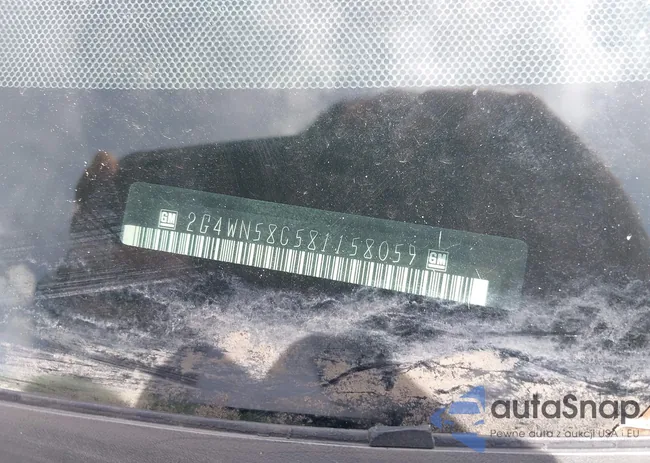 GM 2G4WN58C581158059 GM
autaSnap
Pewne auta z aukcji USA i EU